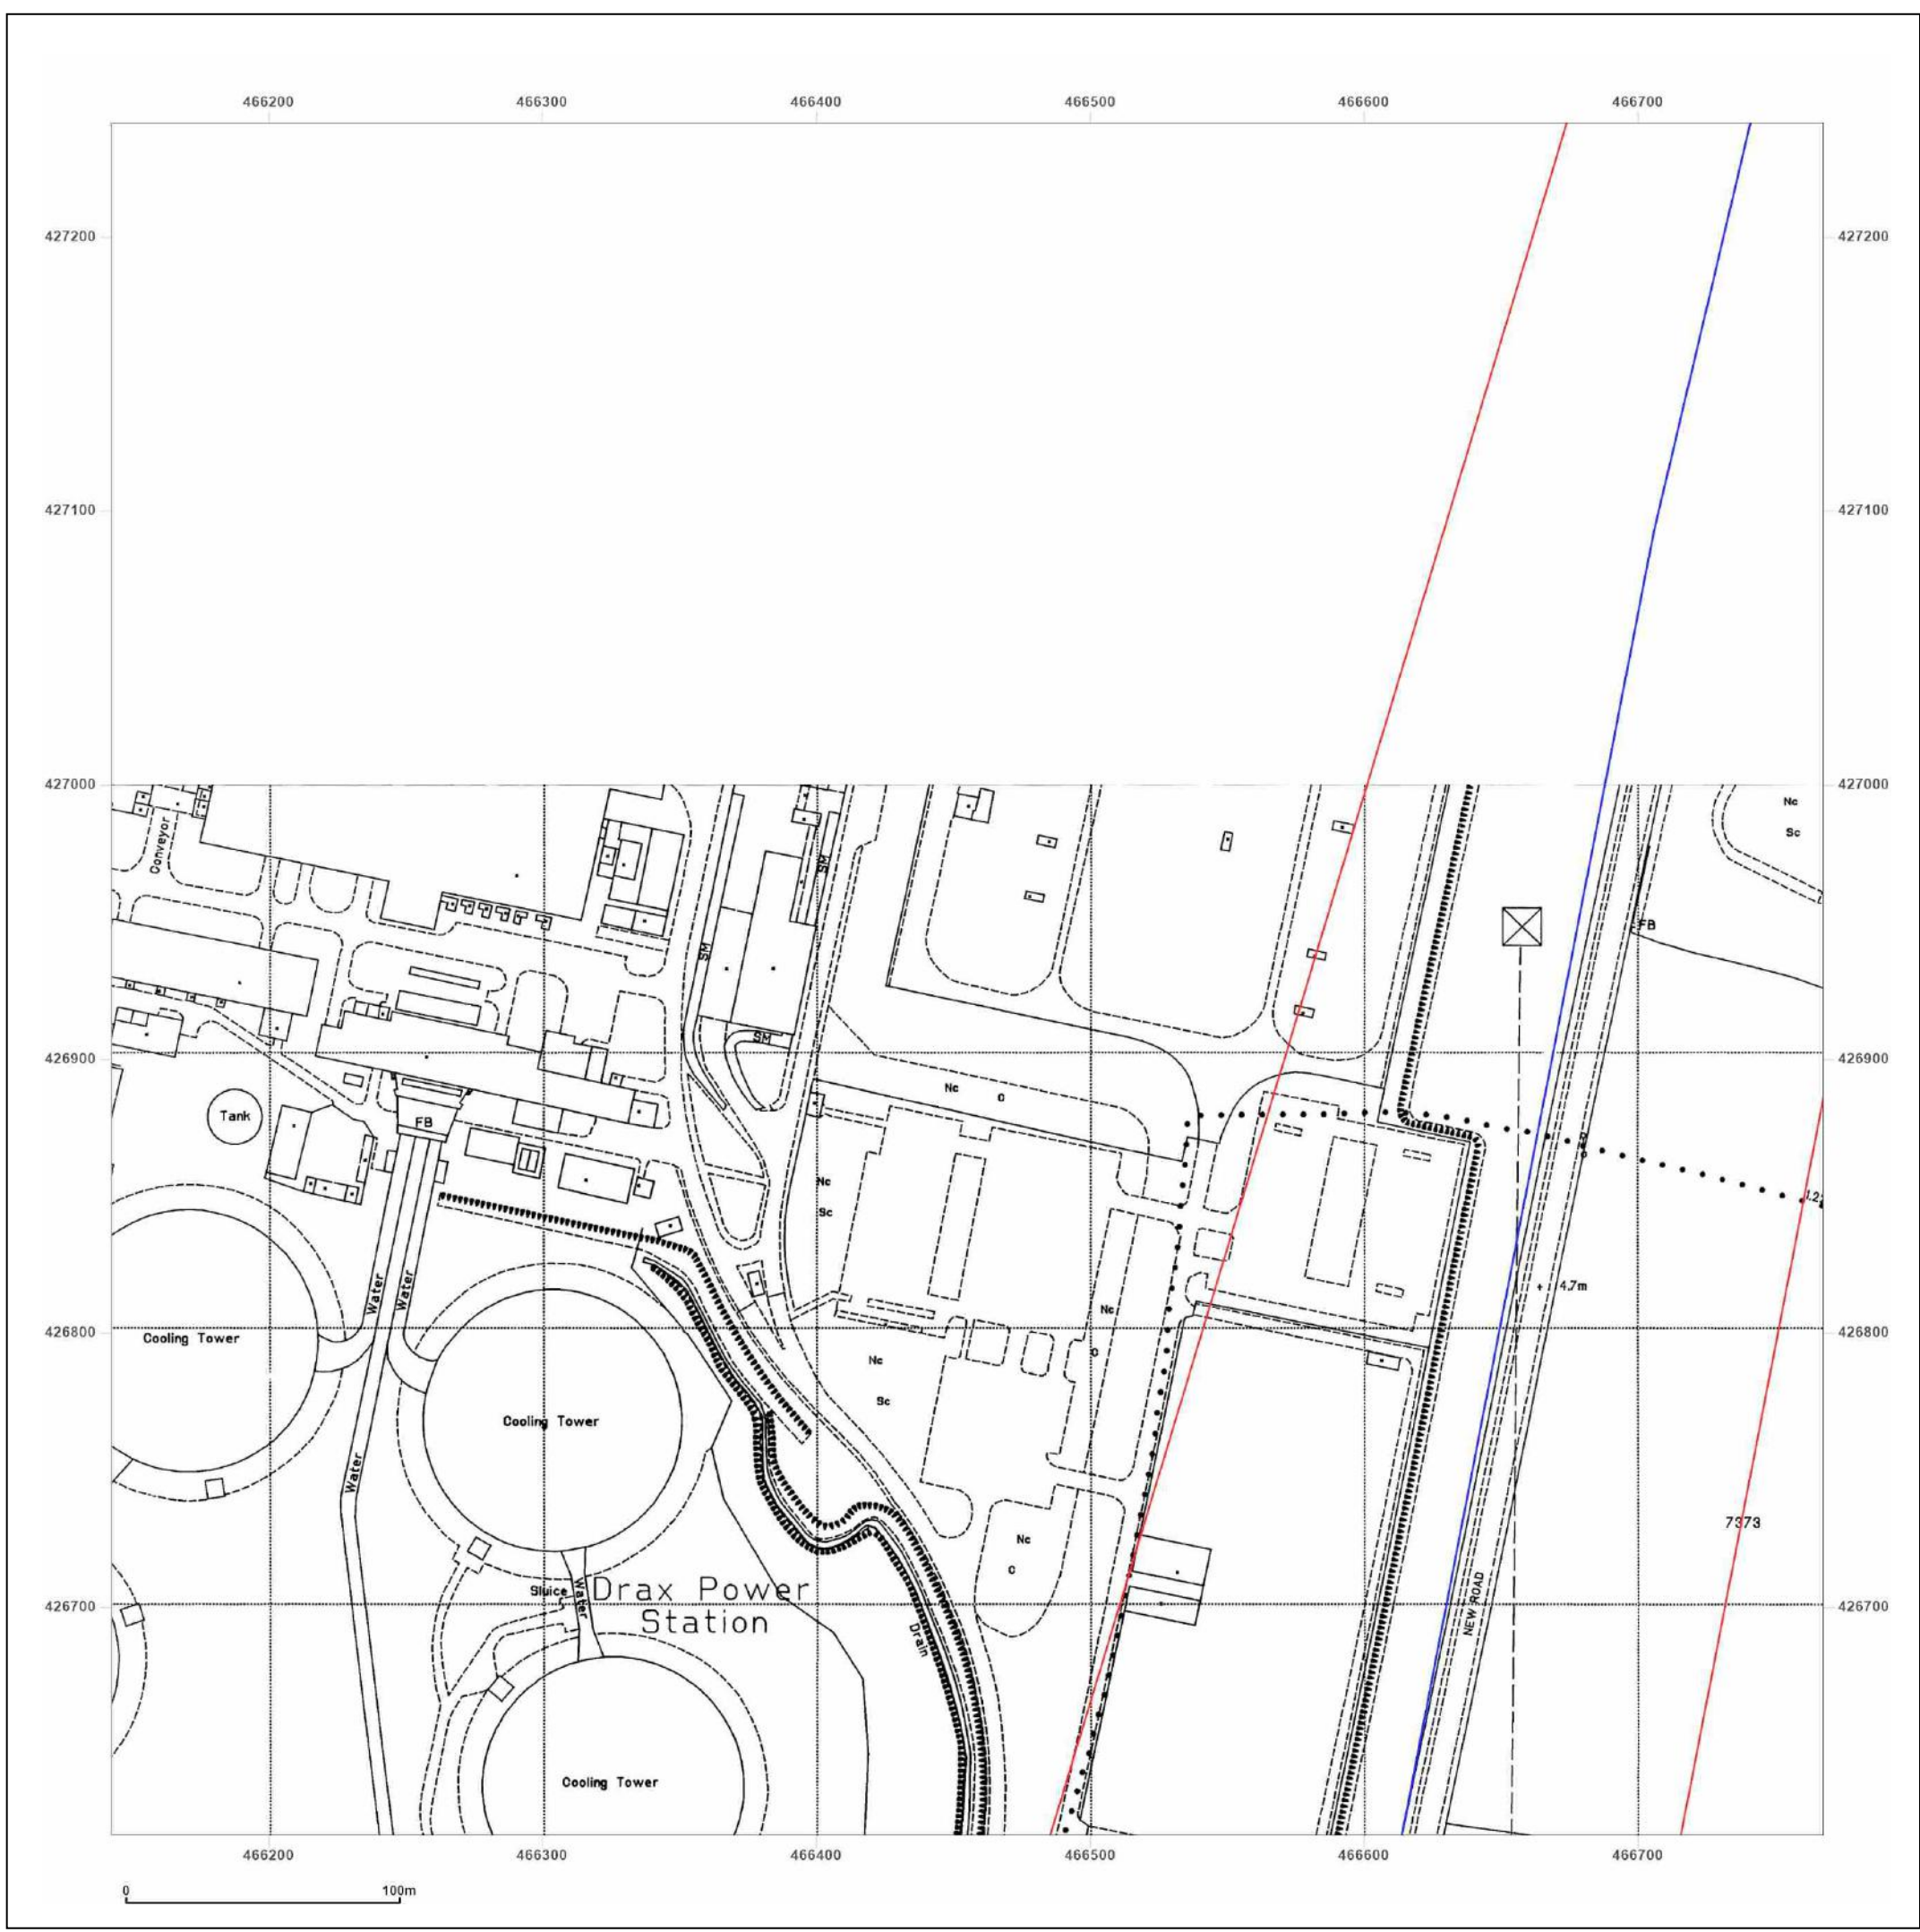 466200 466300 466400 466500 466600 466700
427200 427200
427100 427100
427000 427000
Nc
Sc
Conveyor
SM
SM
FB
SM
426900 426900
Nc
C
Tank
FB
Nc
Sc
1.2
Water
Water
4.7m
Nc
426800 426800
Cooling Tower
C
Nc
Sc
Cooling Tower
Water
7373
Nc
C
Sluice
Water
Drax Power
Station
NEW ROAD
426700 426700
Drain
Cooling Tower
466200 466300 466400 466500 466600 466700
0 100m